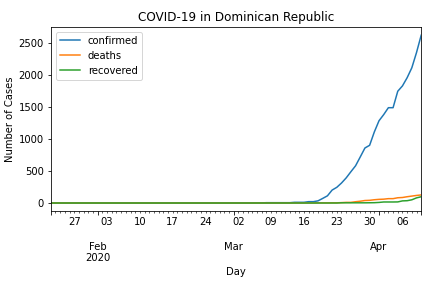 COVID-19 in Dominican Republic
confirmed
deaths
recovered
Number of Cases
2500
2000
1500
1000
500
0
27 03 10 17 24 02 09 16 23 30 06
Feb Mar Apr
2020
Day